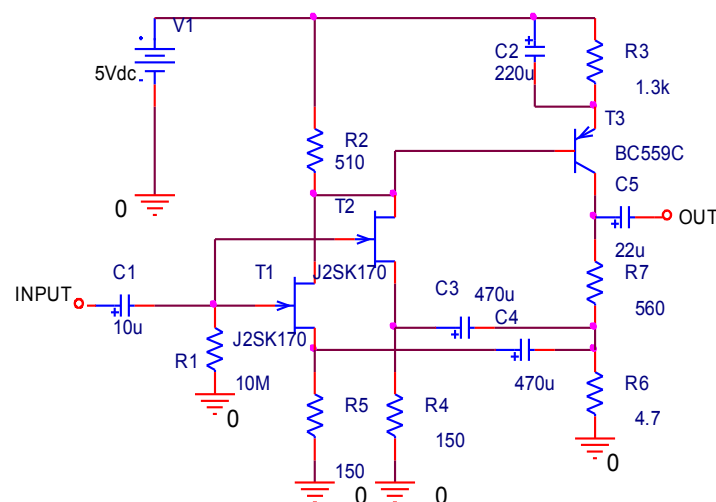 V1
5Vdc
0
R2
510
C2
220u
R3
1.3k
T3
BC559C
C5
22u
OUT
T2
J2SK170
T1
J2SK170
INPUT
C1
10u
R1
10M
0
C3
470u
C4
470u
R7
560
R6
4.7
0
R5
150
0
R4
150
0